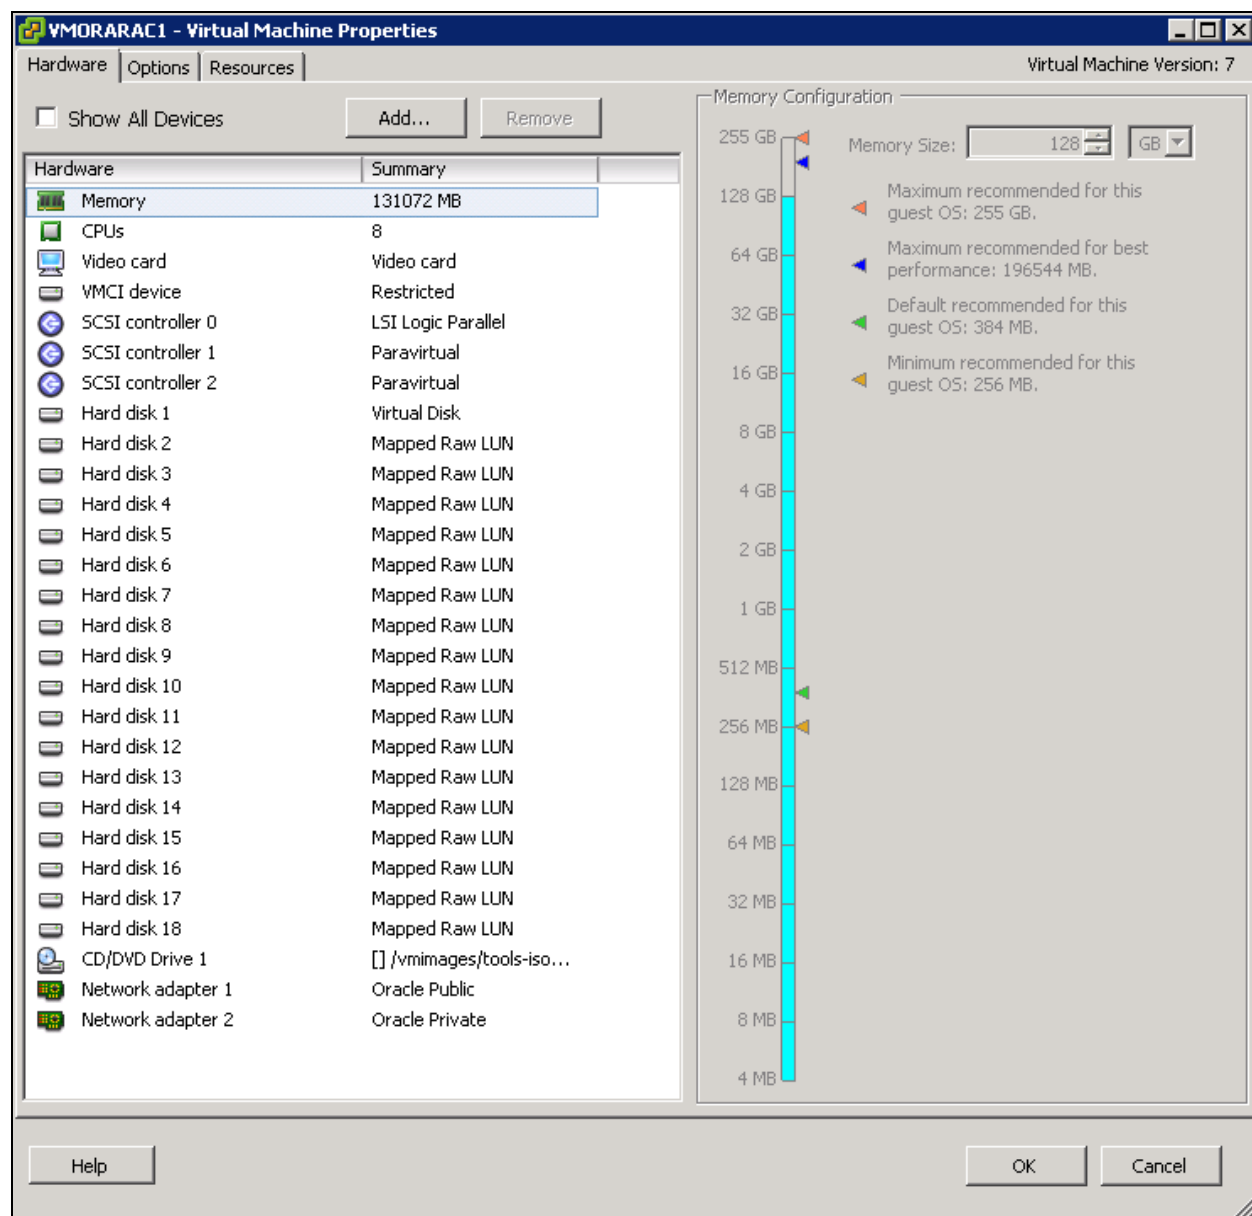 VMORARAC1 - Virtual Machine Properties
Hardware Options Resources
Virtual Machine Version: 7
Show All Devices
Add...
Remove
Hardware Summary
Memory 131072 MB
CPUs 8
Video card Video card
VMCI device Restricted
SCSI controller 0 LSI Logic Parallel
SCSI controller 1 Paravirtual
SCSI controller 2 Paravirtual
Hard disk 1 Virtual Disk
Hard disk 2 Mapped Raw LUN
Hard disk 3 Mapped Raw LUN
Hard disk 4 Mapped Raw LUN
Hard disk 5 Mapped Raw LUN
Hard disk 6 Mapped Raw LUN
Hard disk 7 Mapped Raw LUN
Hard disk 8 Mapped Raw LUN
Hard disk 9 Mapped Raw LUN
Hard disk 10 Mapped Raw LUN
Hard disk 11 Mapped Raw LUN
Hard disk 12 Mapped Raw LUN
Hard disk 13 Mapped Raw LUN
Hard disk 14 Mapped Raw LUN
Hard disk 15 Mapped Raw LUN
Hard disk 16 Mapped Raw LUN
Hard disk 17 Mapped Raw LUN
Hard disk 18 Mapped Raw LUN
CD/DVD Drive 1 [] /vmimages/tools-iso...
Network adapter 1 Oracle Public
Network adapter 2 Oracle Private
Memory Configuration
255 GB
128 GB
64 GB
32 GB
16 GB
8 GB
4 GB
2 GB
1 GB
512 MB
256 MB
128 MB
64 MB
32 MB
16 MB
8 MB
4 MB
Memory Size: 128 GB
Maximum recommended for this
guest OS: 255 GB.
Maximum recommended for best
performance: 196544 MB.
Default recommended for this
guest OS: 384 MB.
Minimum recommended for this
guest OS: 256 MB.
Help
OK
Cancel